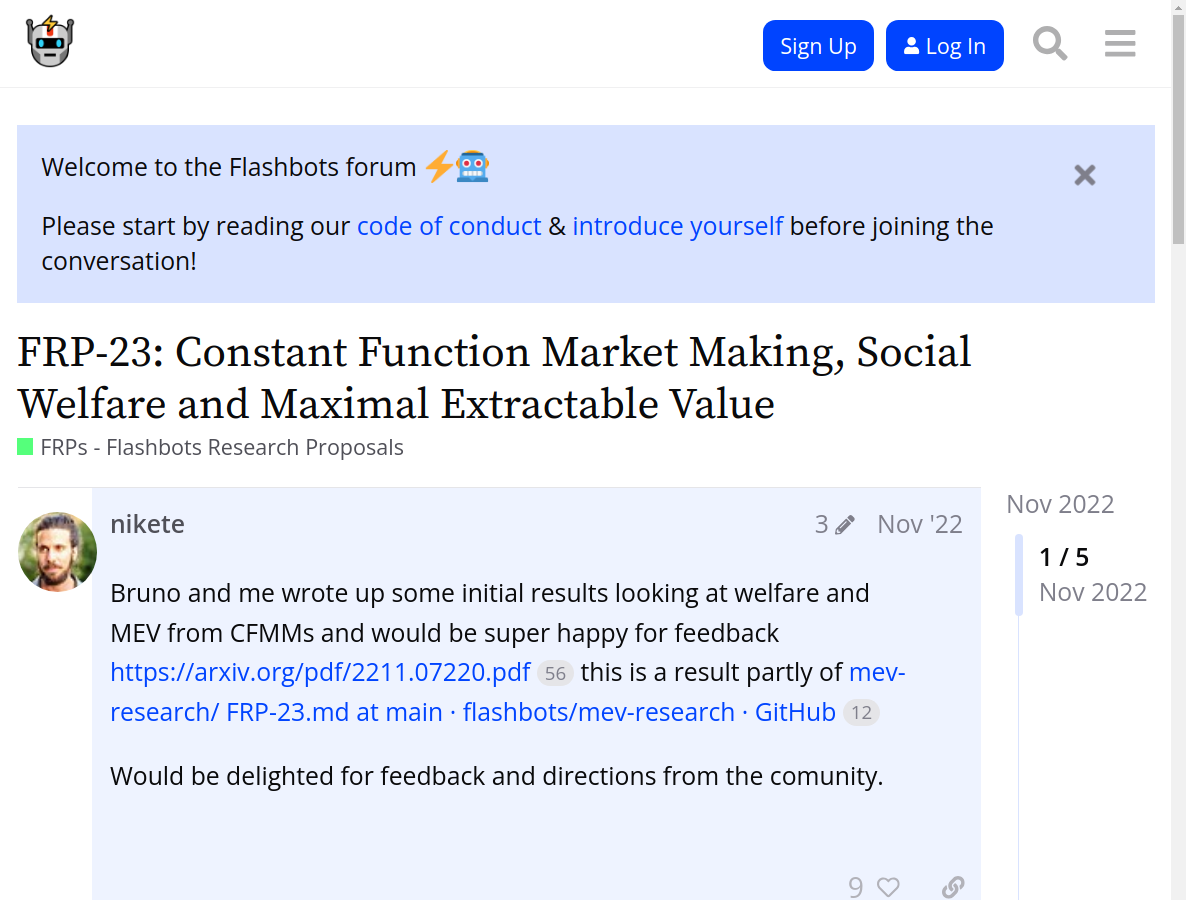 Sign Up
Log In
Welcome to the Flashbots forum
Please start by reading our code of conduct & introduce yourself before joining the
conversation!
FRP-23: Constant Function Market Making, Social
Welfare and Maximal Extractable Value
FRPs - Flashbots Research Proposals
nikete
3
Nov '22
Nov 2022
1 / 5
Nov 2022
Bruno and me wrote up some initial results looking at welfare and
MEV from CFMMs and would be super happy for feedback
https://arxiv.org/pdf/2211.07220.pdf 56 this is a result partly of mev-
research/ FRP-23.md at main · flashbots/mev-research · GitHub 12
Would be delighted for feedback and directions from the comunity.
9